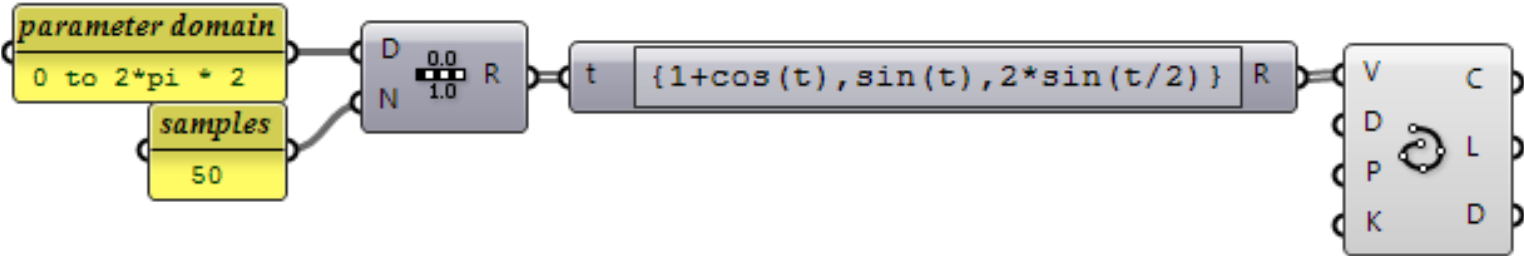 parameter domain
0 to 2*pi * 2
samples
50
D
N
0.0
1.0
R
t
{1+cos(t),sin(t),2*sin(t/2)}
R
V
D
P
K
C
L
D